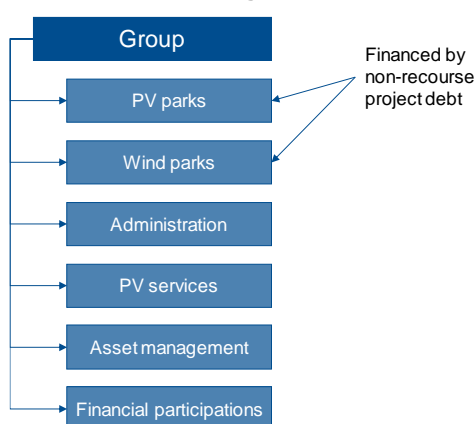 Group
Financed by
non-recourse
project debt
PV parks
Wind parks
Administration
PV services
Asset management
Financial participations